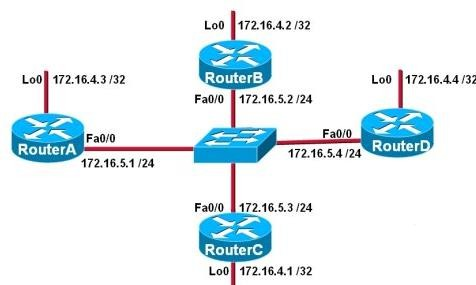 Lo0 172.16.4.2 /32
RouterB
Fa0/0 172.16.5.2 /24
Lo0 172.16.4.3 /32
RouterA
Fa0/0
172.16.5.1 /24
Lo0 172.16.4.4 /32
Fa0/0
RouterD
172.16.5.4 /24
Fa0/0 172.16.5.3 /24
RouterC
Lo0 172.16.4.1 /32